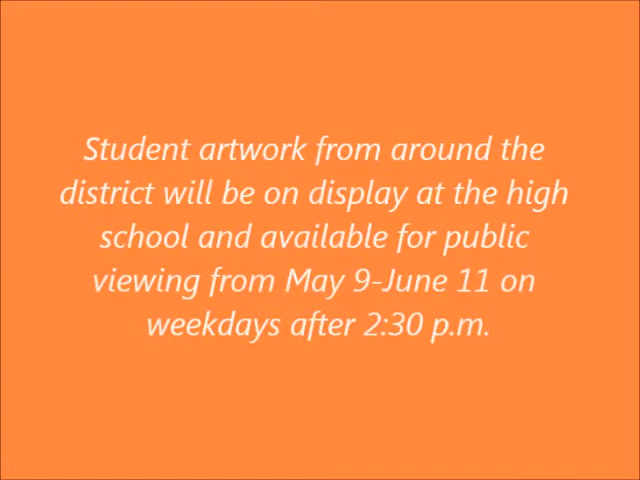 Student artwork from around the
district will be on display at the high
school and available for public
viewing from May 9-June 11 on
weekdays after 2:30 p.m.